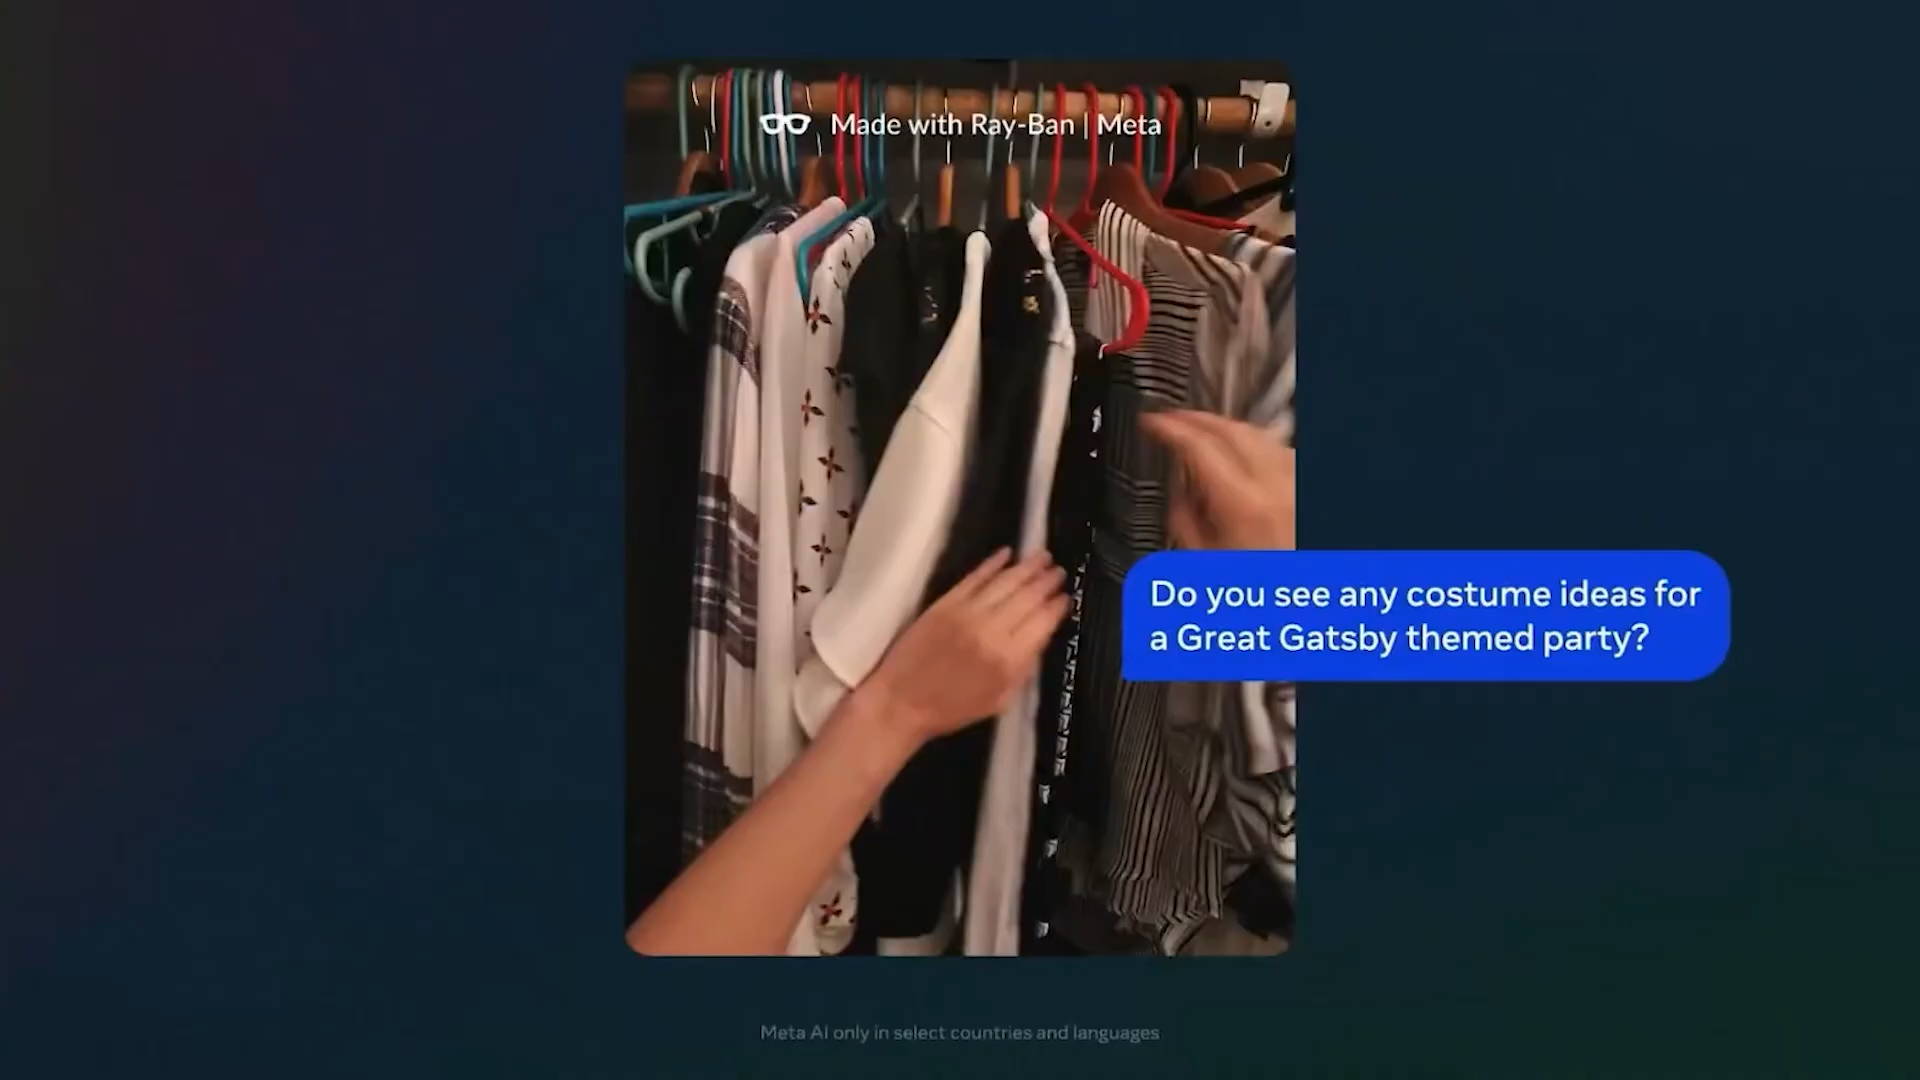 Made with Ray-Ban | Meta
Do you see any costume ideas for
a Great Gatsby themed party?
Meta AI only in select countries and languages